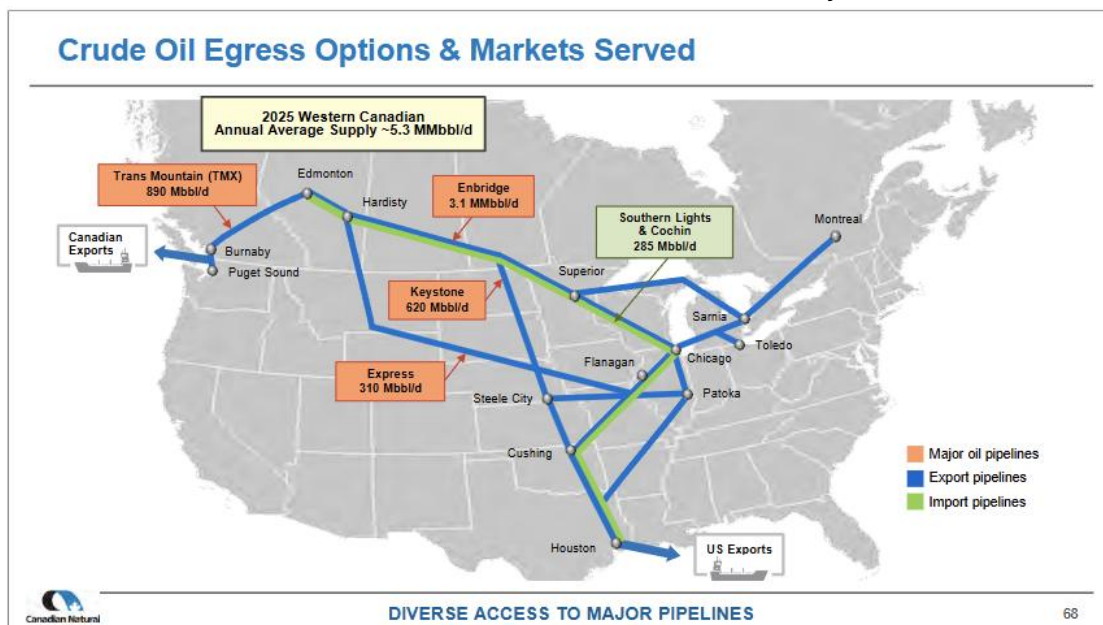 Crude Oil Egress Options & Markets Served
2025 Western Canadian
Annual Average Supply ~5.3 MMbbl/d
Trans Mountain (TMX)
890 Mbbl/d
Edmonton
Hardisty
Enbridge
3.1 MMbbl/d
Southern Lights
& Cochin
285 Mbbl/d
Montreal
Canadian
Exports
Burnaby
Puget Sound
Superior
Keystone
620 Mbbl/d
Sarnia
Toledo
Express
310 Mbbl/d
Flanagan
Chicago
Steele City
Patoka
Cushing
Major oil pipelines
Export pipelines
Import pipelines
Houston
US Exports
Canadian Natural
DIVERSE ACCESS TO MAJOR PIPELINES
68